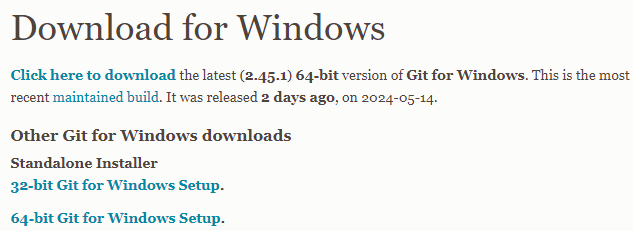 Download for Windows
Click here to download the latest (2.45.1) 64-bit version of Git for Windows. This is the most
recent maintained build. It was released 2 days ago, on 2024-05-14.
Other Git for Windows downloads
Standalone Installer
32-bit Git for Windows Setup.
64-bit Git for Windows Setup.